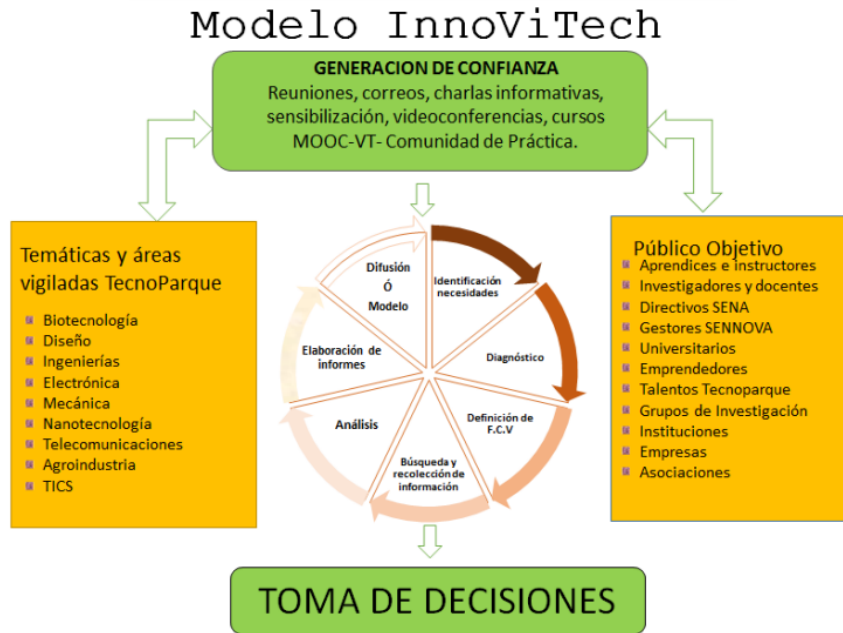 Modelo InnoViTech
GENERACION DE CONFIANZA
Reuniones, correos, charlas informativas,
sensibilización, videoconferencias, cursos
MOOC-VT- Comunidad de Práctica.
Temáticas y áreas
vigiladas TecnoParque
Biotecnología
Diseño
Ingenierías
Electrónica
Mecánica
Nanotecnología
Telecomunicaciones
Agroindustria
TICS
Difusión
Ó
Modelo
Identificación
necesidades
Elaboración de
informes
Diagnóstico
Análisis
Definición de
F.C.V
Búsqueda y
recolección de
información
Público Objetivo
Aprendices e instructores
Investigadores y docentes
Directivos SENA
Gestores SENNOVA
Universitarios
Emprendedores
Talentos Tecnoparque
Grupos de Investigación
Instituciones
Empresas
Asociaciones
TOMA DE DECISIONES